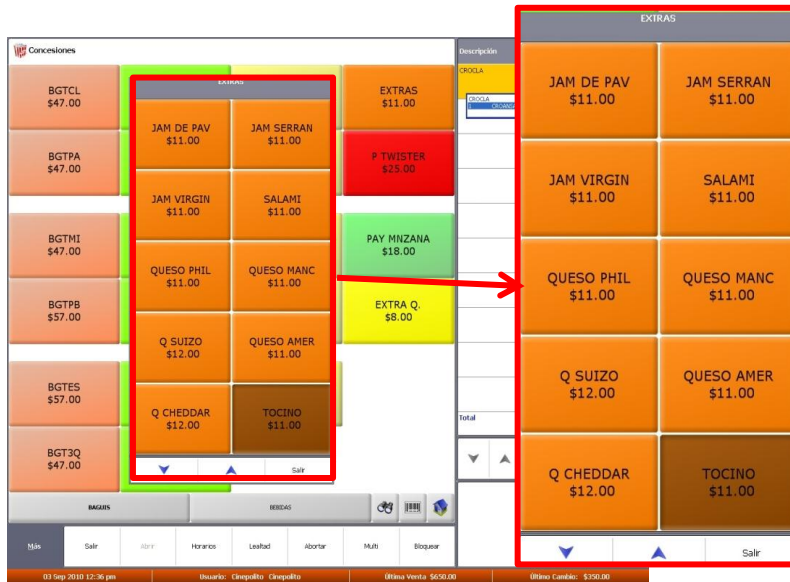 EXTRAS
Concesiones
Descripción
CROCLA
CROCLA
BGTCL
$47.00
EXTRAS
EXTRAS
$11.00
JAM DE PAV
$11.00
JAM SERRAN
$11.00
BGTPA
$47.00
P TWISTER
$25.00
JAM VIRGIN
$11.00
SALAMI
$11.00
BGTMI
$47.00
PAY MNZANA
$18.00
QUESO PHIL
$11.00
QUESO MANC
$11.00
BGTPB
$57.00
EXTRA Q.
$8.00
Q SUIZO
$12.00
QUESO AMER
$11.00
BGTES
$57.00
Q CHEDDAR
$12.00
TOCINO
$11.00
BGT3Q
$47.00
Salir
Total
BAGUIS
BEBIDAS
Más
Salir
Abrir
Horarios
Lealtad
Abortar
Multi
Bloquear
03 Sep 2010 12:36 pm
Usuario: Cinepolito Cinepolito
Última Venta $650.00
Último Cambio: $350.00
JAM DE PAV
$11.00
JAM SERRAN
$11.00
JAM VIRGIN
$11.00
SALAMI
$11.00
QUESO PHIL
$11.00
QUESO MANC
$11.00
Q SUIZO
$12.00
QUESO AMER
$11.00
Q CHEDDAR
$12.00
TOCINO
$11.00
Salir